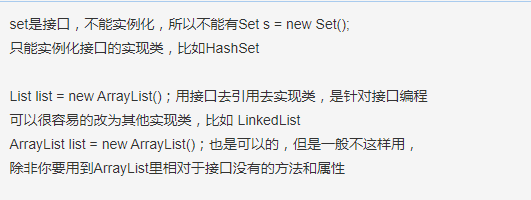 set是接口，不能实例化，所以不能有Set s = new Set();
只能实例化接口的实现类，比如HashSet
List list = new ArrayList()；用接口去引用去实现类，是针对接口编程
可以很容易的改为其他实现类，比如 LinkedList
ArrayList list = new ArrayList()；也是可以的，但是一般不这样用，
除非你要用到ArrayList里相对于接口没有的方法和属性